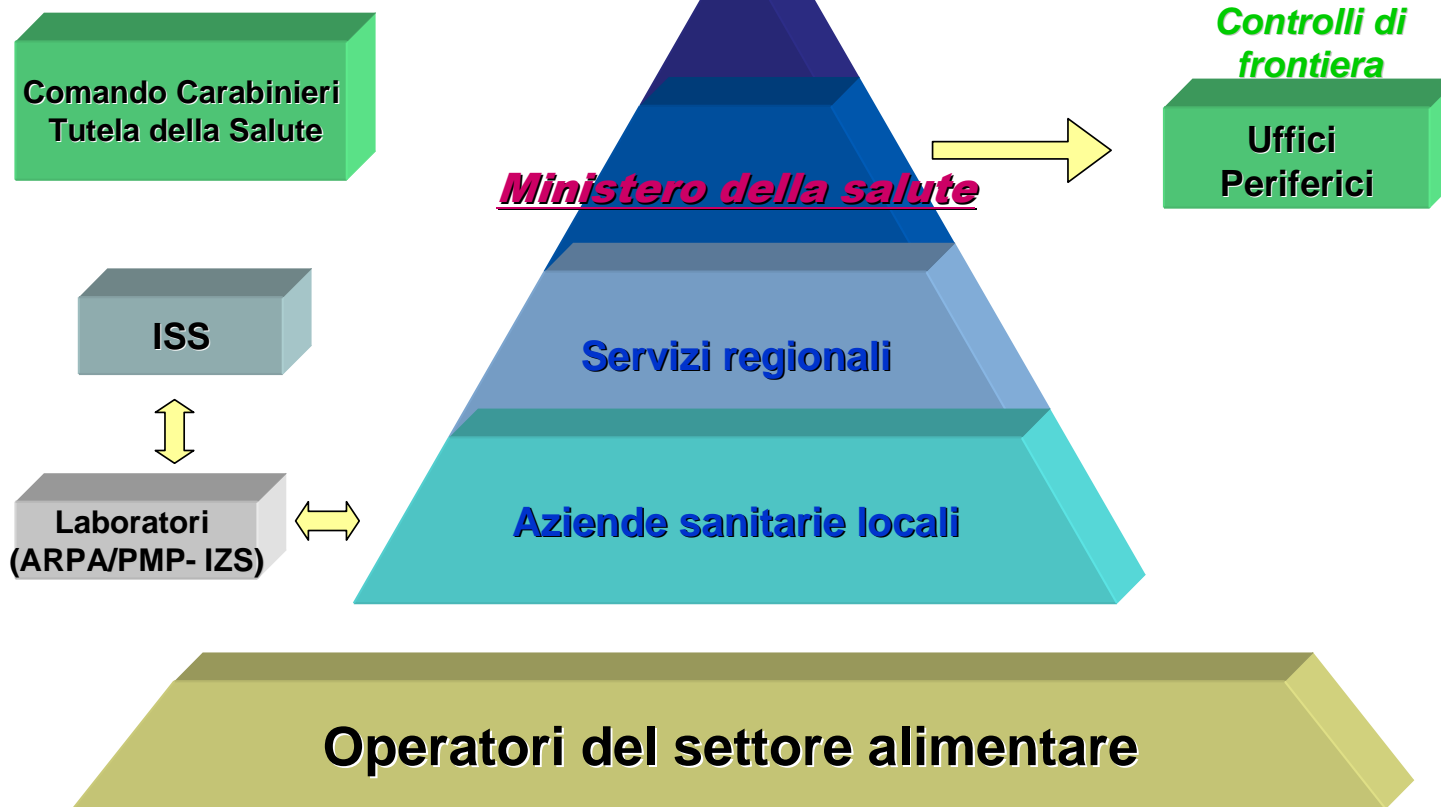 Controlli di
frontiera
Comando Carabinieri
Tutela della Salute
Uffici
Periferici
Ministero della salute
ISS
Servizi regionali
Laboratori
(ARPA/PMP- IZS)
Aziende sanitarie locali
Operatori del settore alimentare